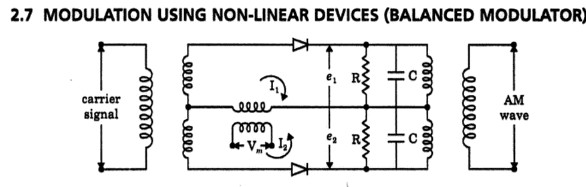 2.7 MODULATION USING NON-LINEAR DEVICES (BALANCED MODULATOR)
carrier
signal
I₁
e₁
R
C
AM
wave
Vₘ
I₂
e₂
R
C